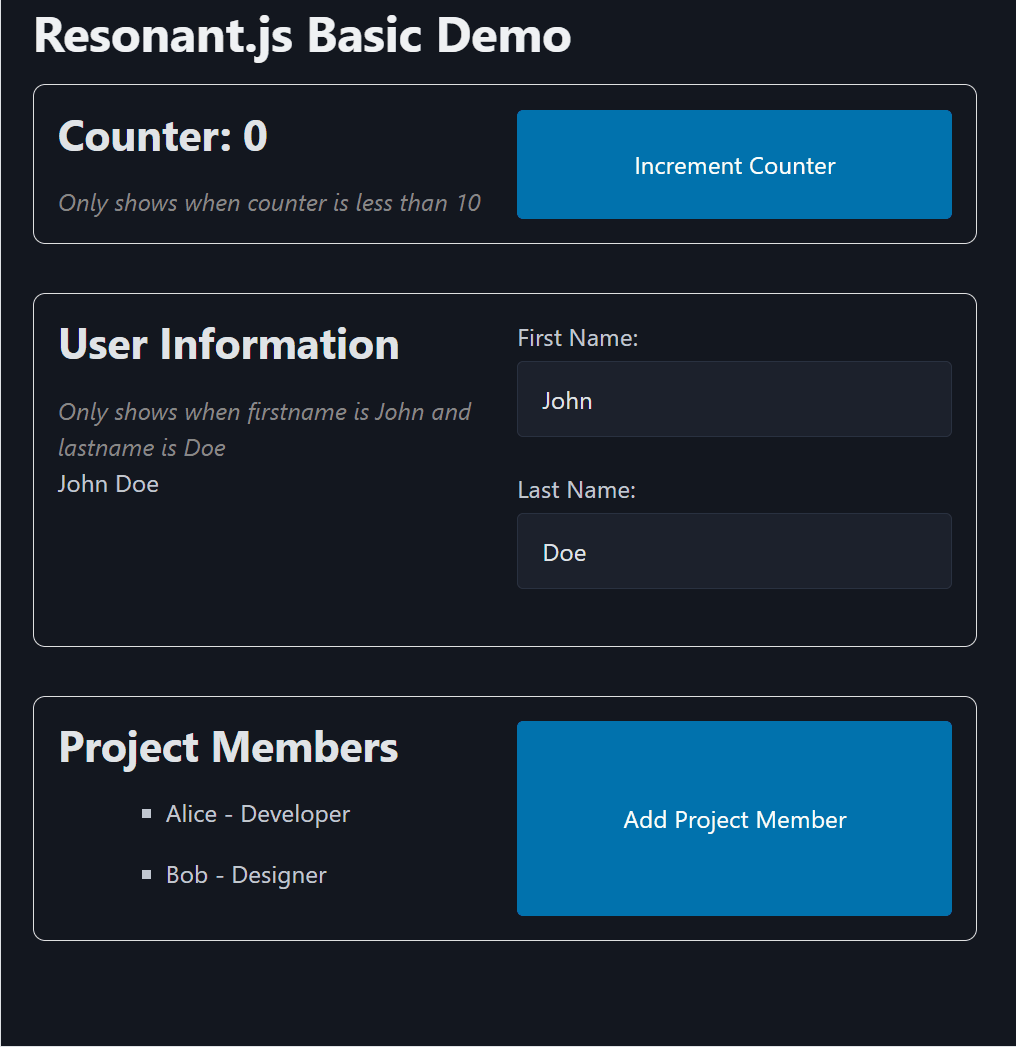 Resonant.js Basic Demo
Counter: 0
Only shows when counter is less than 10
Increment Counter
User Information
Only shows when firstname is John and
lastname is Doe
John Doe
First Name:
John
Last Name:
Doe
Project Members
Alice - Developer
Bob - Designer
Add Project Member